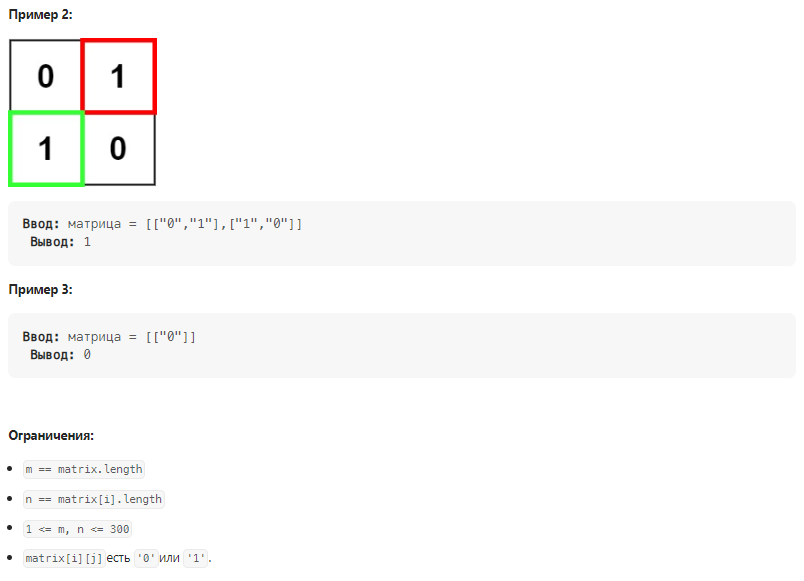 Пример 2:
0 1
1 0
Ввод: матрица = [["0","1"],["1","0"]]
Вывод: 1
Пример 3:
Ввод: матрица = [["0"]]
Вывод: 0
Ограничения:
m == matrix.length
n == matrix[i].length
1 <= m, n <= 300
matrix[i][j] есть '0' или '1'.